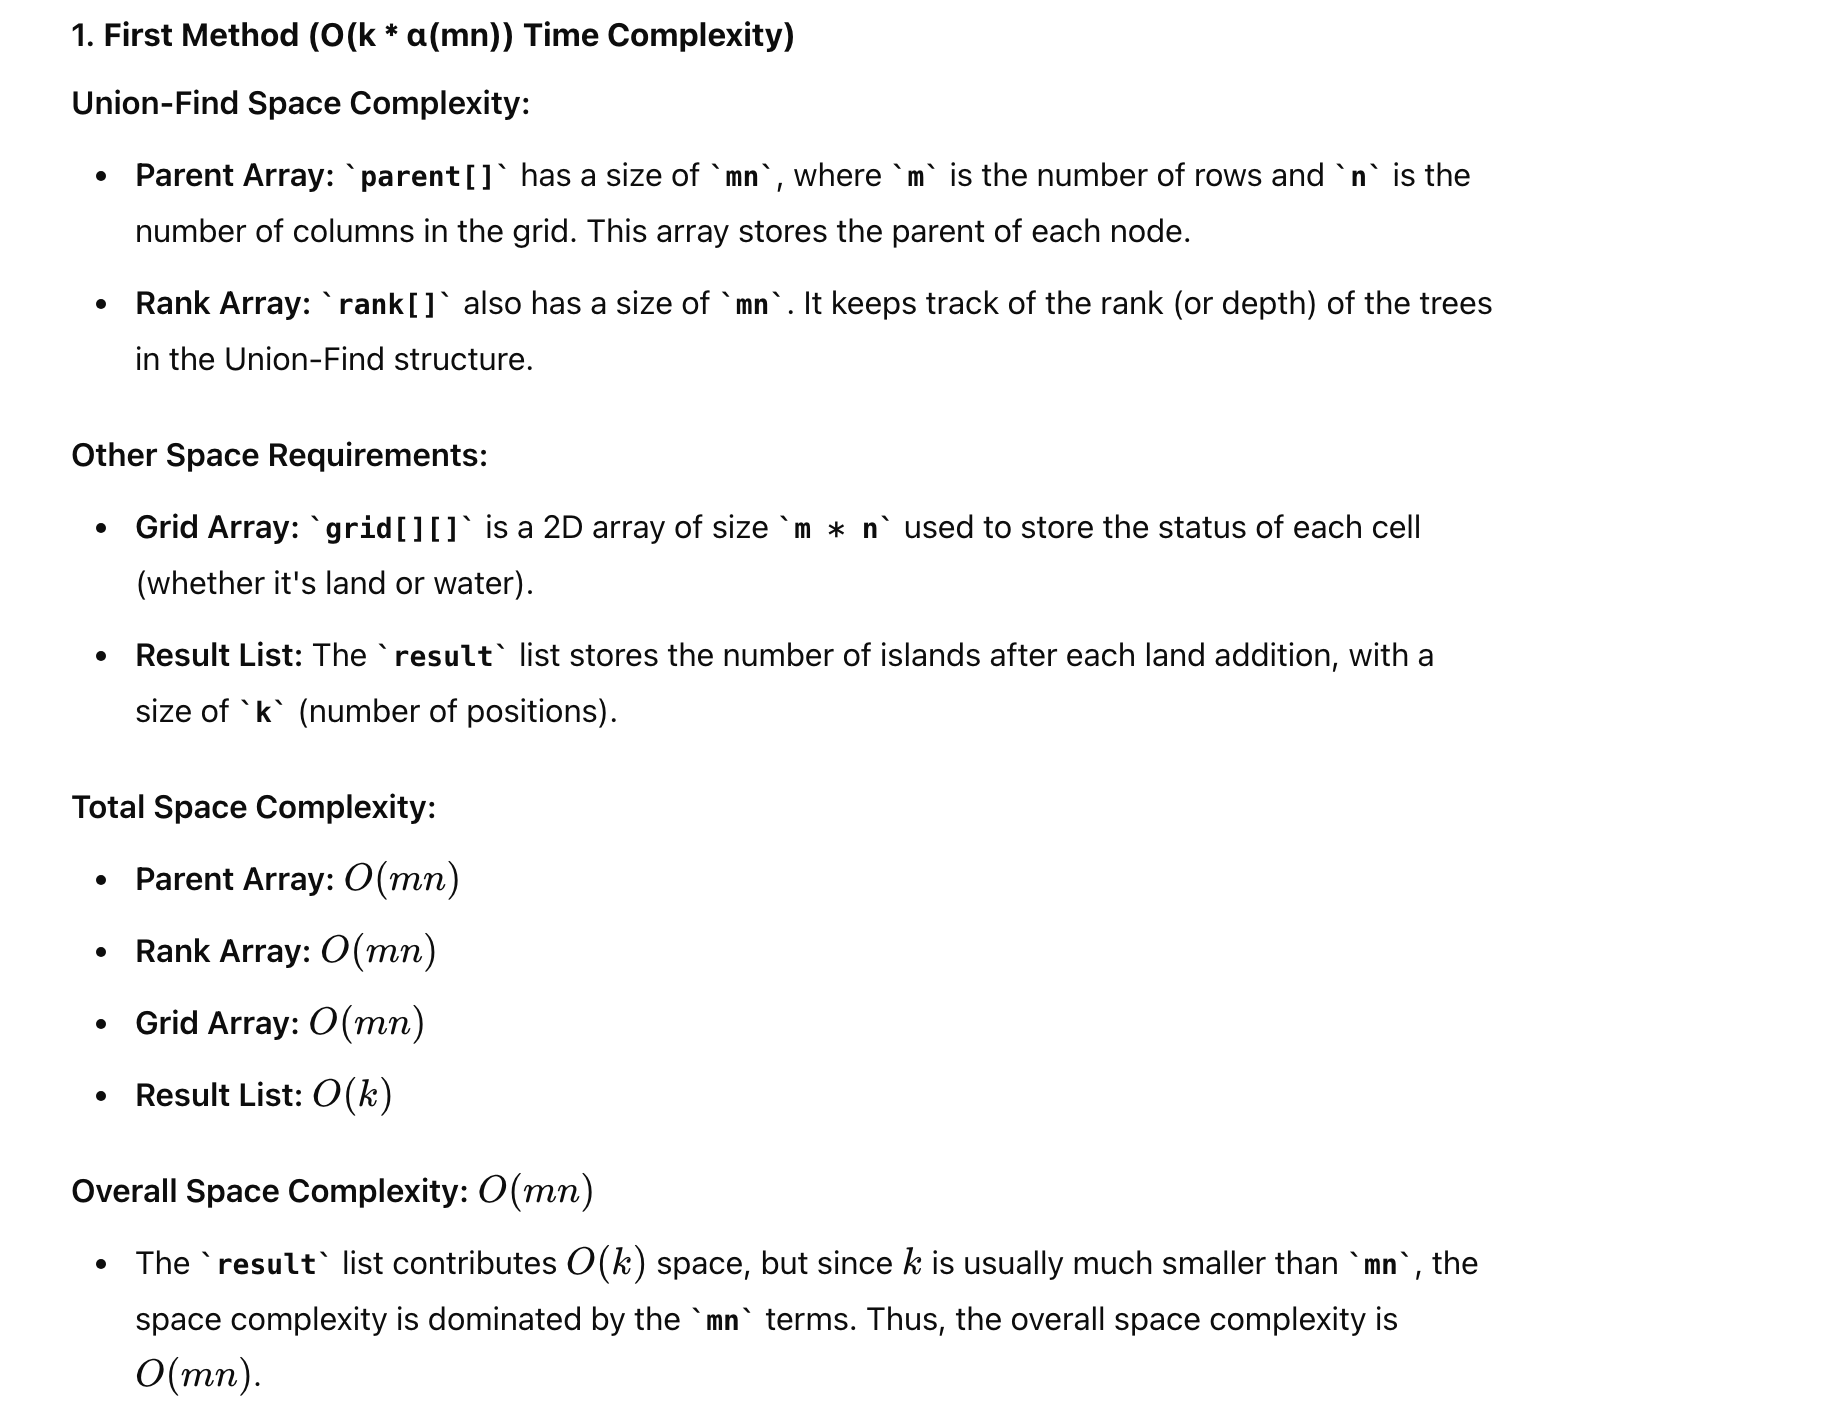 1. First Method (O(k * α(mn)) Time Complexity)
Union-Find Space Complexity:
• Parent Array: `parent[]` has a size of `mn`, where `m` is the number of rows and `n` is the
number of columns in the grid. This array stores the parent of each node.
• Rank Array: `rank[]` also has a size of `mn`. It keeps track of the rank (or depth) of the trees
in the Union-Find structure.
Other Space Requirements:
• Grid Array: `grid[][]` is a 2D array of size `m * n` used to store the status of each cell
(whether it's land or water).
• Result List: The `result` list stores the number of islands after each land addition, with a
size of `k` (number of positions).
Total Space Complexity:
• Parent Array: O(mn)
• Rank Array: O(mn)
• Grid Array: O(mn)
• Result List: O(k)
Overall Space Complexity: O(mn)
• The `result` list contributes O(k) space, but since k is usually much smaller than `mn`, the
space complexity is dominated by the `mn` terms. Thus, the overall space complexity is
O(mn).